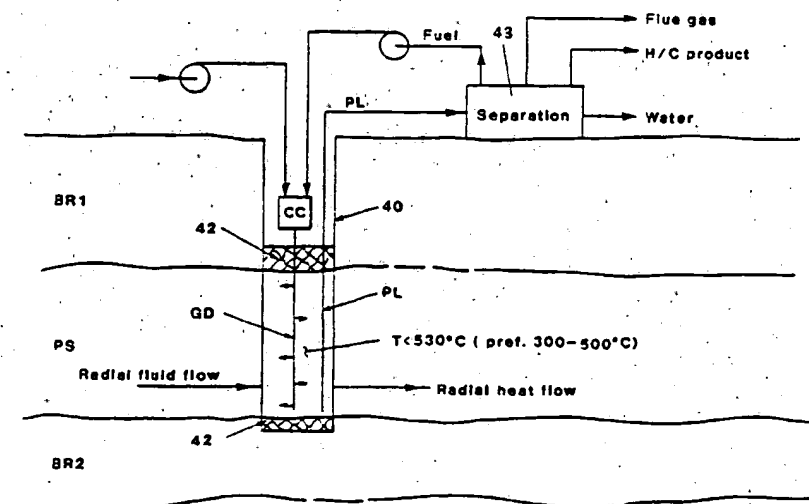 Flue gas
Fuel
43
H/C product
PL
Separation
Water
BR1
CC
40
42
GD
PL
PS
T<530°C ( pref. 300-500°C)
Radial fluid flow
Radial heat flow
42
BR2